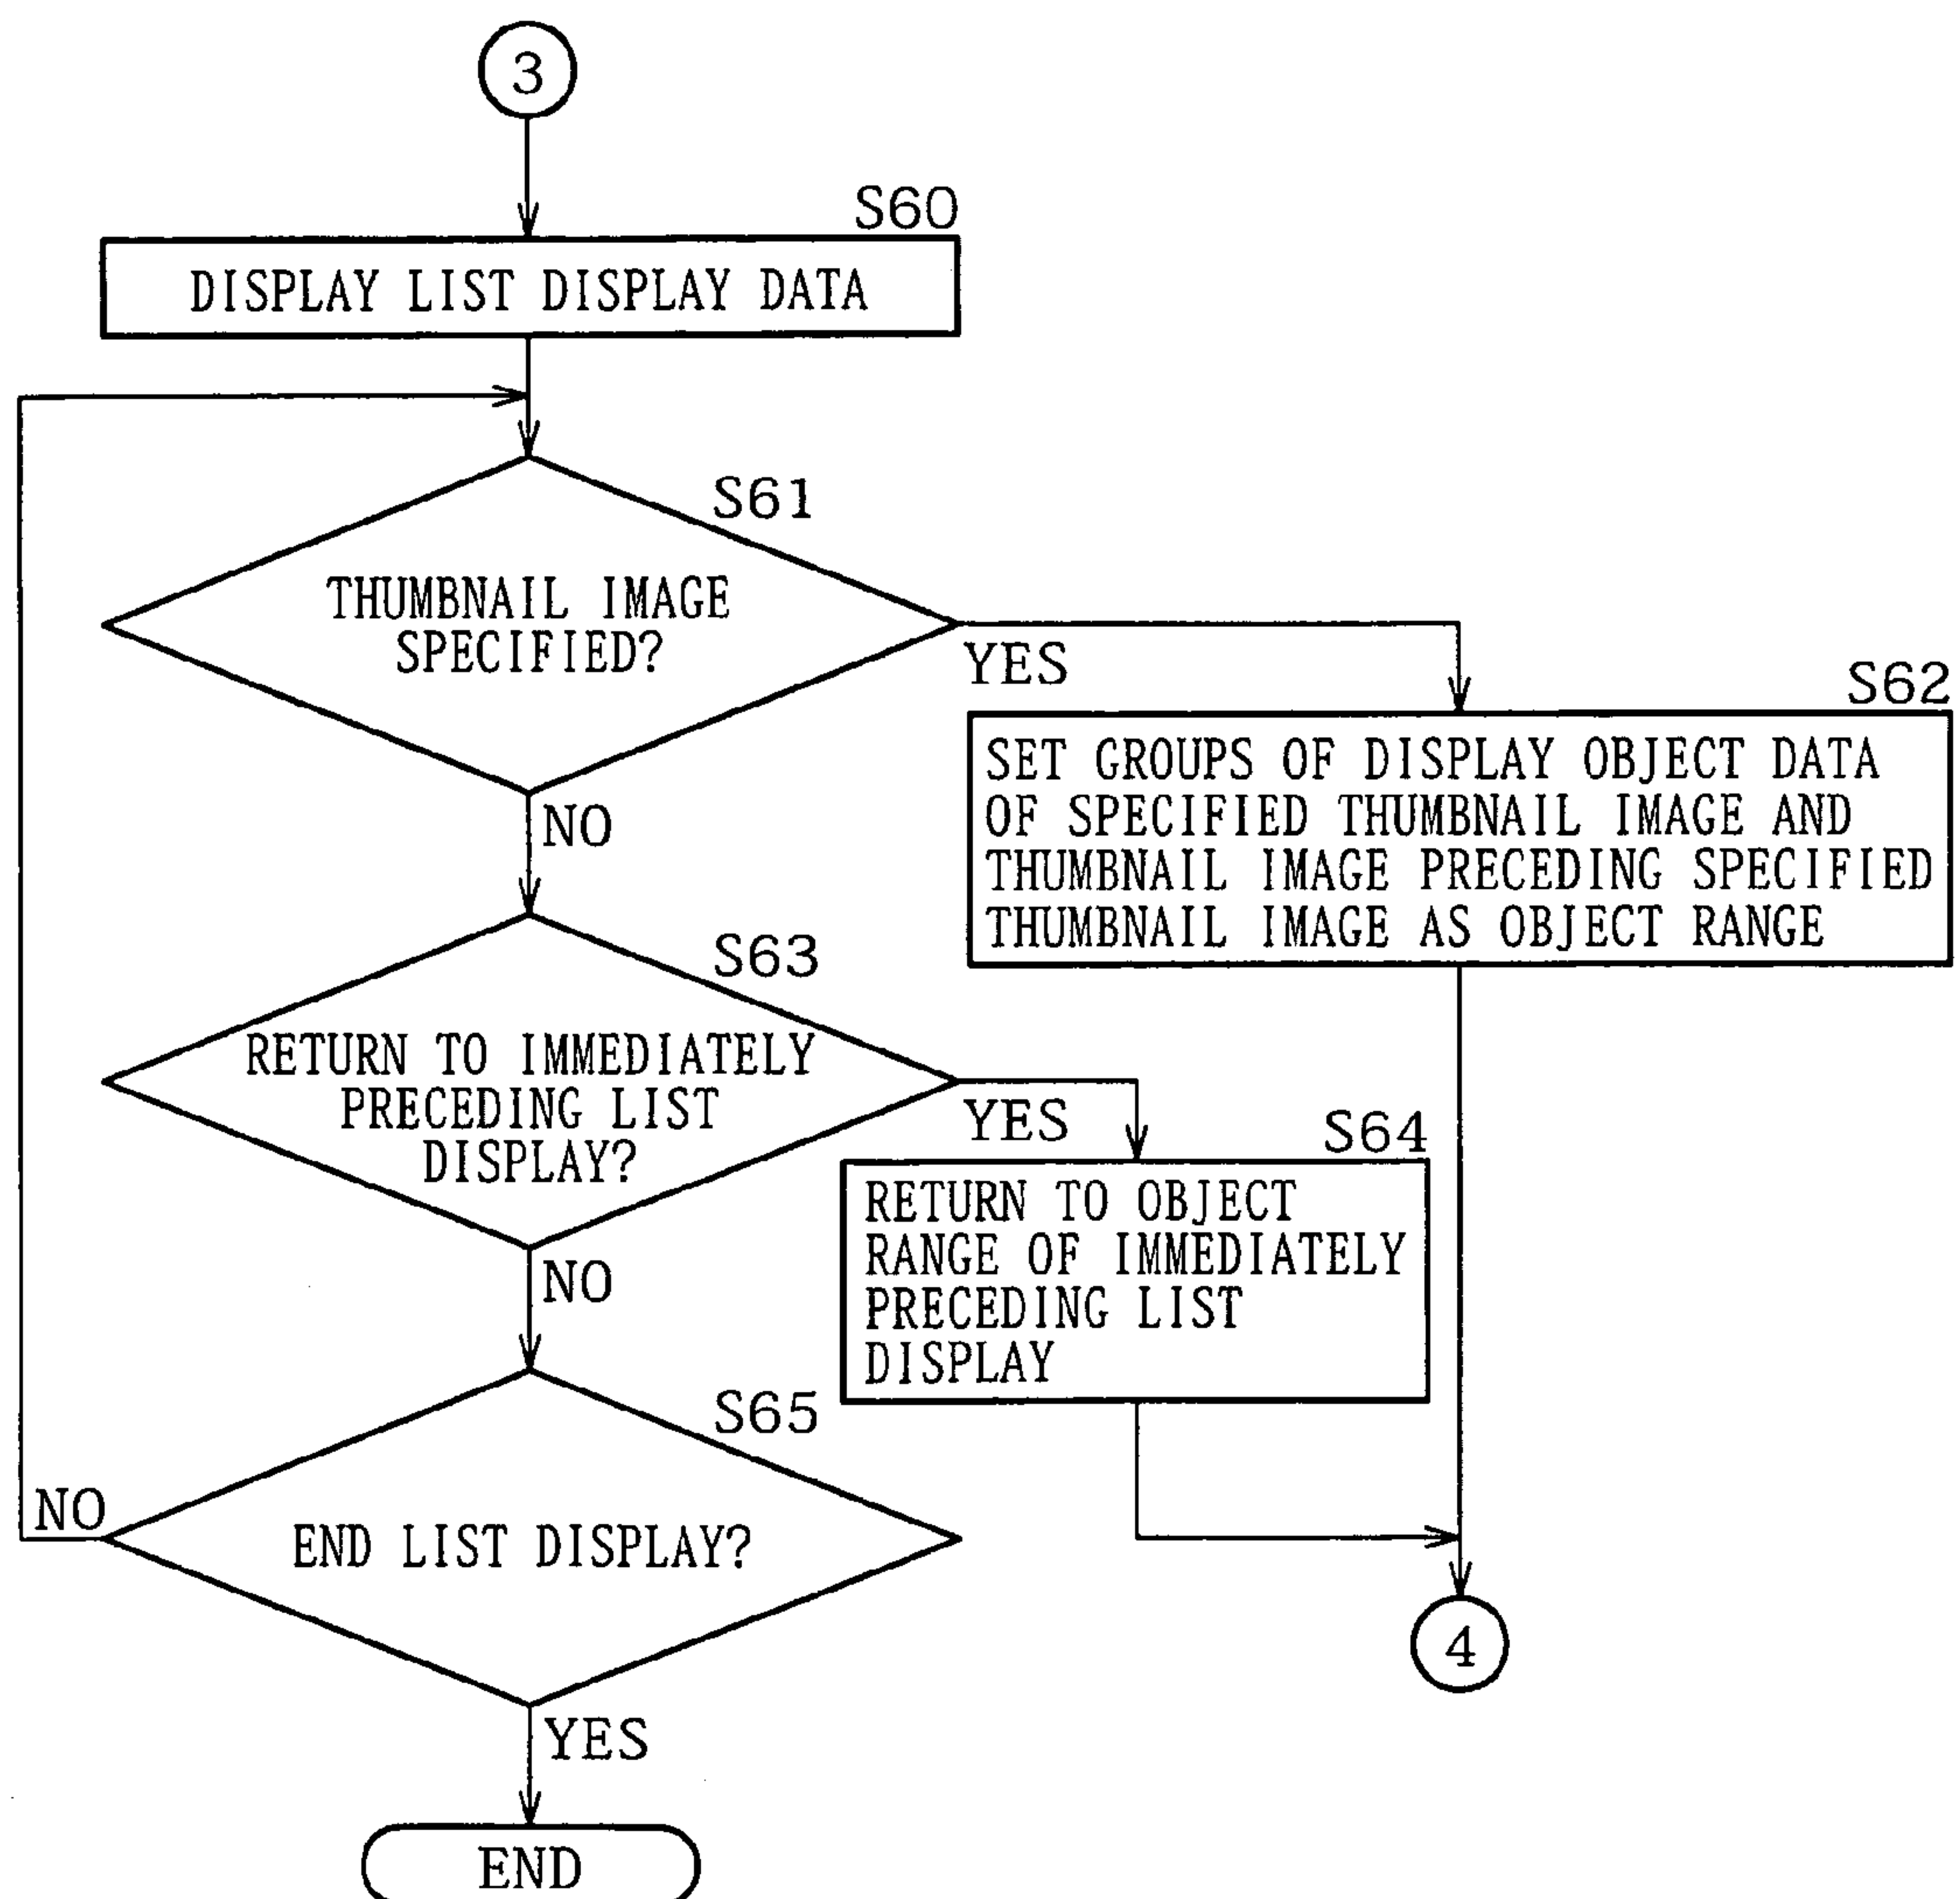 3
S60
DISPLAY LIST DISPLAY DATA
S61
THUMBNAIL IMAGE
SPECIFIED?
YES
NO
S62
SET GROUPS OF DISPLAY OBJECT DATA
OF SPECIFIED THUMBNAIL IMAGE AND
THUMBNAIL IMAGE PRECEDING SPECIFIED
THUMBNAIL IMAGE AS OBJECT RANGE
S63
RETURN TO IMMEDIATELY
PRECEDING LIST
DISPLAY?
YES
NO
S64
RETURN TO OBJECT
RANGE OF IMMEDIATELY
PRECEDING LIST
DISPLAY
S65
END LIST DISPLAY?
NO
YES
4
END